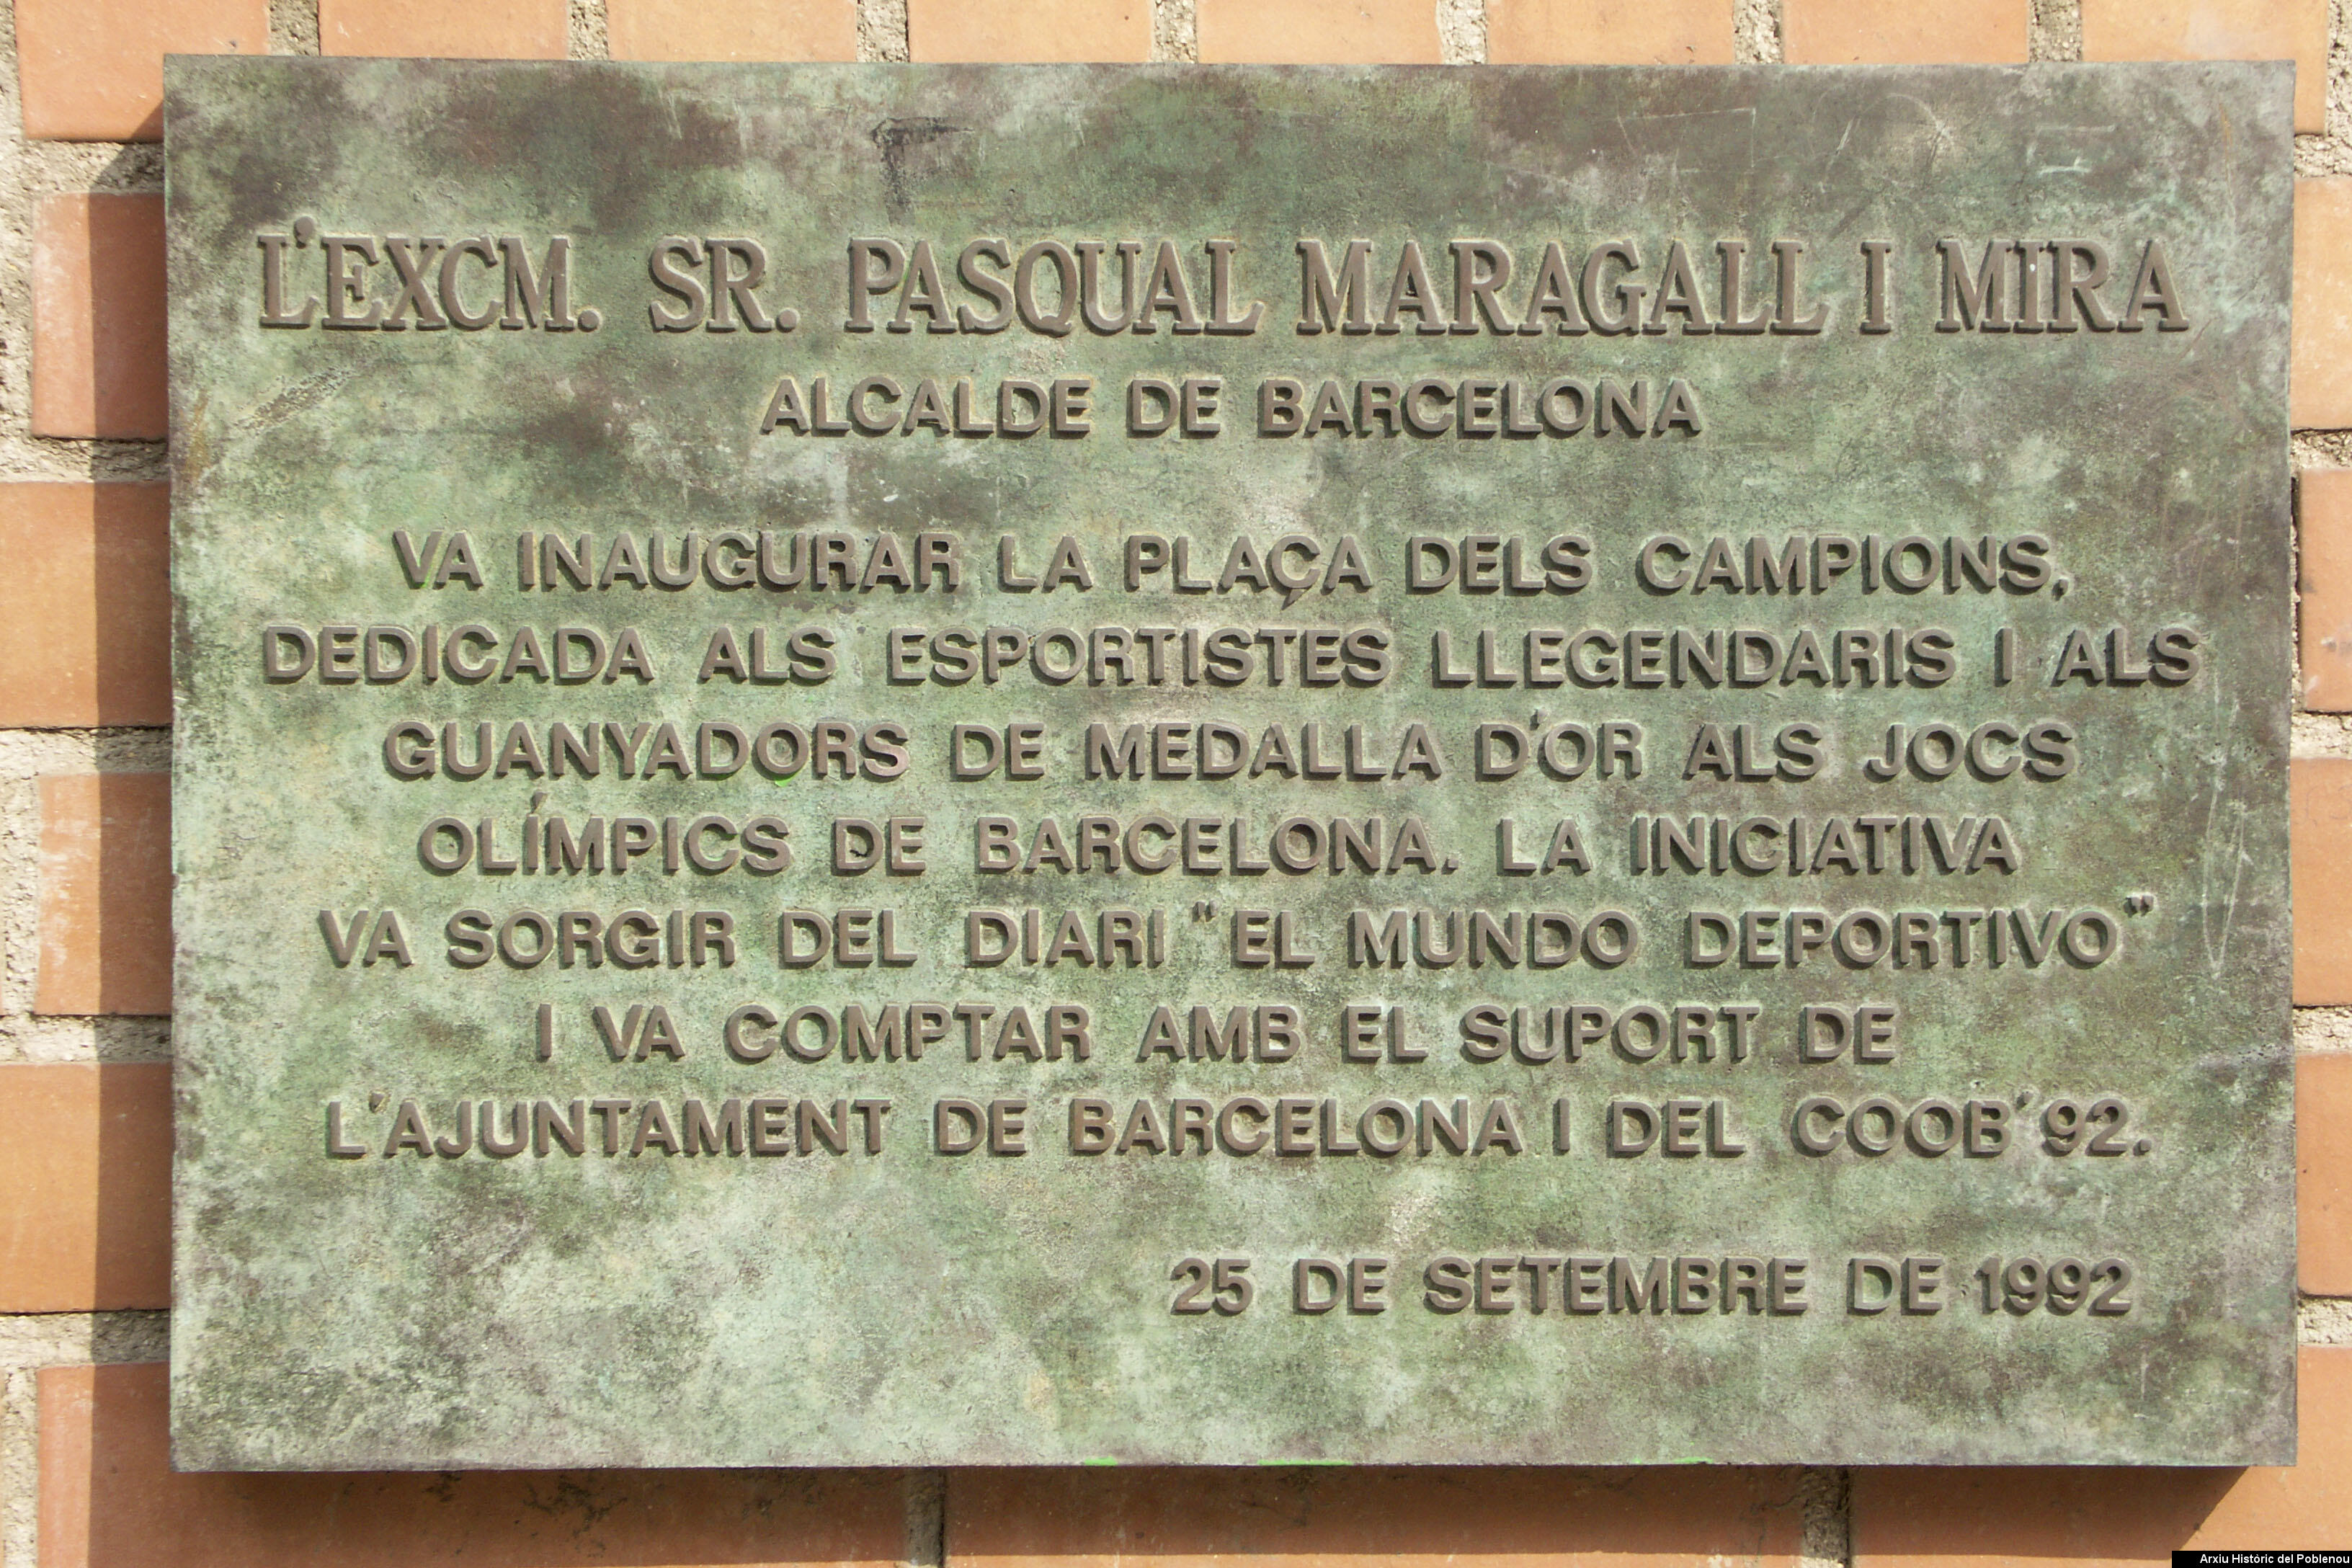 L'EXCM. SR. PASQUAL MARAGALL I MIRA
ALCALDE DE BARCELONA
VA INAUGURAR LA PLAÇA DELS CAMPIONS,
DEDICADA ALS ESPORTISTES LLEGENDARIS I ALS
GUANYADORS DE MEDALLA D'OR ALS JOCS
OLÍMPICS DE BARCELONA. LA INICIATIVA
VA SORGIR DEL DIARI "EL MUNDO DEPORTIVO"
I VA COMPTAR AMB EL SUPORT DE
L'AJUNTAMENT DE BARCELONA I DEL COOB'92.
25 DE SETEMBRE DE 1992
Arxiu Històric del Poblenou